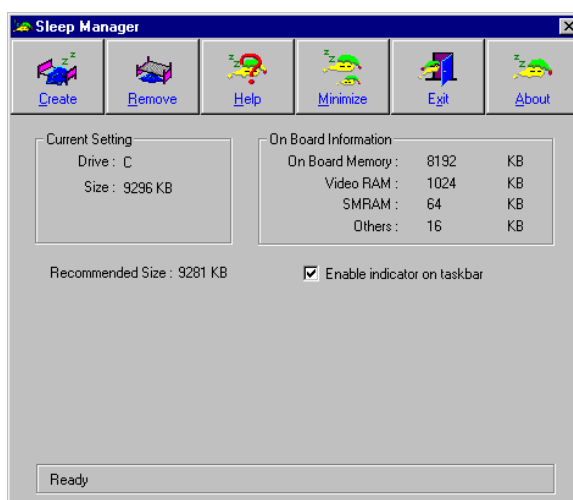 Sleep Manager
Create Remove Help Minimize Exit About
Current Setting
Drive : C
Size : 9296 KB
On Board Information
On Board Memory : 8192 KB
Video RAM : 1024 KB
SMRAM : 64 KB
Others : 16 KB
Recommended Size : 9281 KB
Enable indicator on taskbar
Ready